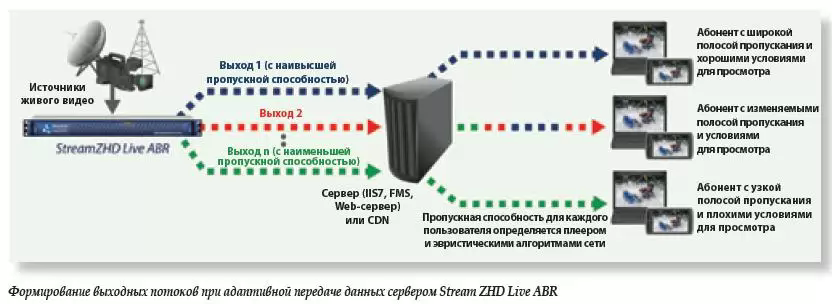 Источники
живого видео
StreamZHD Live ABR
Выход 1 (с наивысшей
пропускной способностью)
Выход 2
Выход n (с наименьшей
пропускной способностью)
Сервер (IIS7, FMS,
Web-сервер)
или CDN
Пропускная способность для каждого
пользователя определяется плеером
и эвристическими алгоритмами сети
Абонент с широкой
полосой пропускания и
хорошими условиями
для просмотра
Абонент с изменяемыми
полосой пропускания
и условиями
для просмотра
Абонент с узкой
полосой пропускания
и плохими условиями
для просмотра
Формирование выходных потоков при адаптивной передаче данных сервером Stream ZHD Live ABR